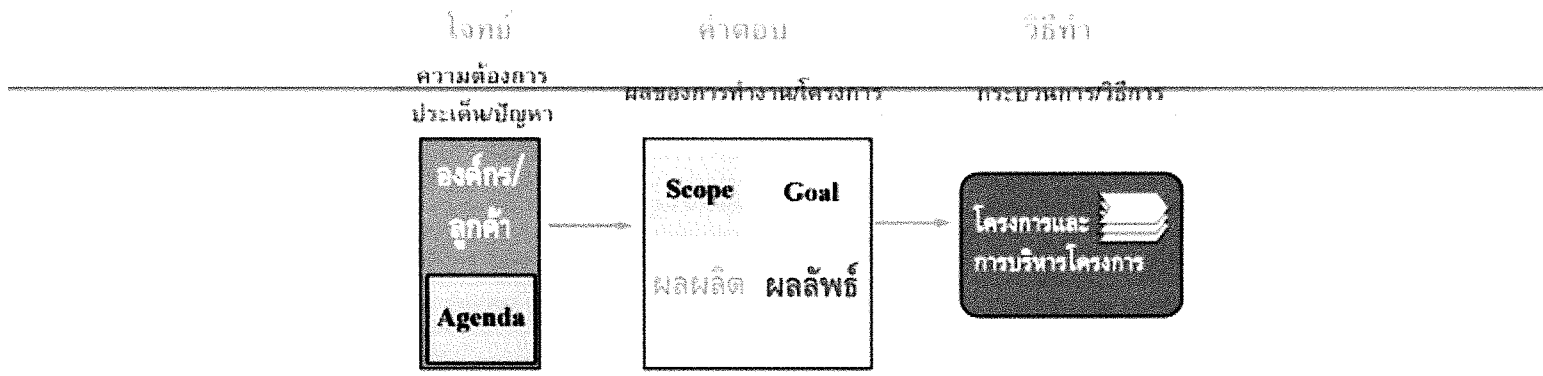 โจทย์ คำตอบ วิธีทำ
ความต้องการ
ประเด็น/ปัญหา
ผลของการทำงาน/โครงการ
กระบวนการ/วิธีการ
องค์กร/
ลูกค้า
Agenda
Scope Goal
ผลผลิต ผลลัพธ์
โครงการและ
การบริหารโครงการ